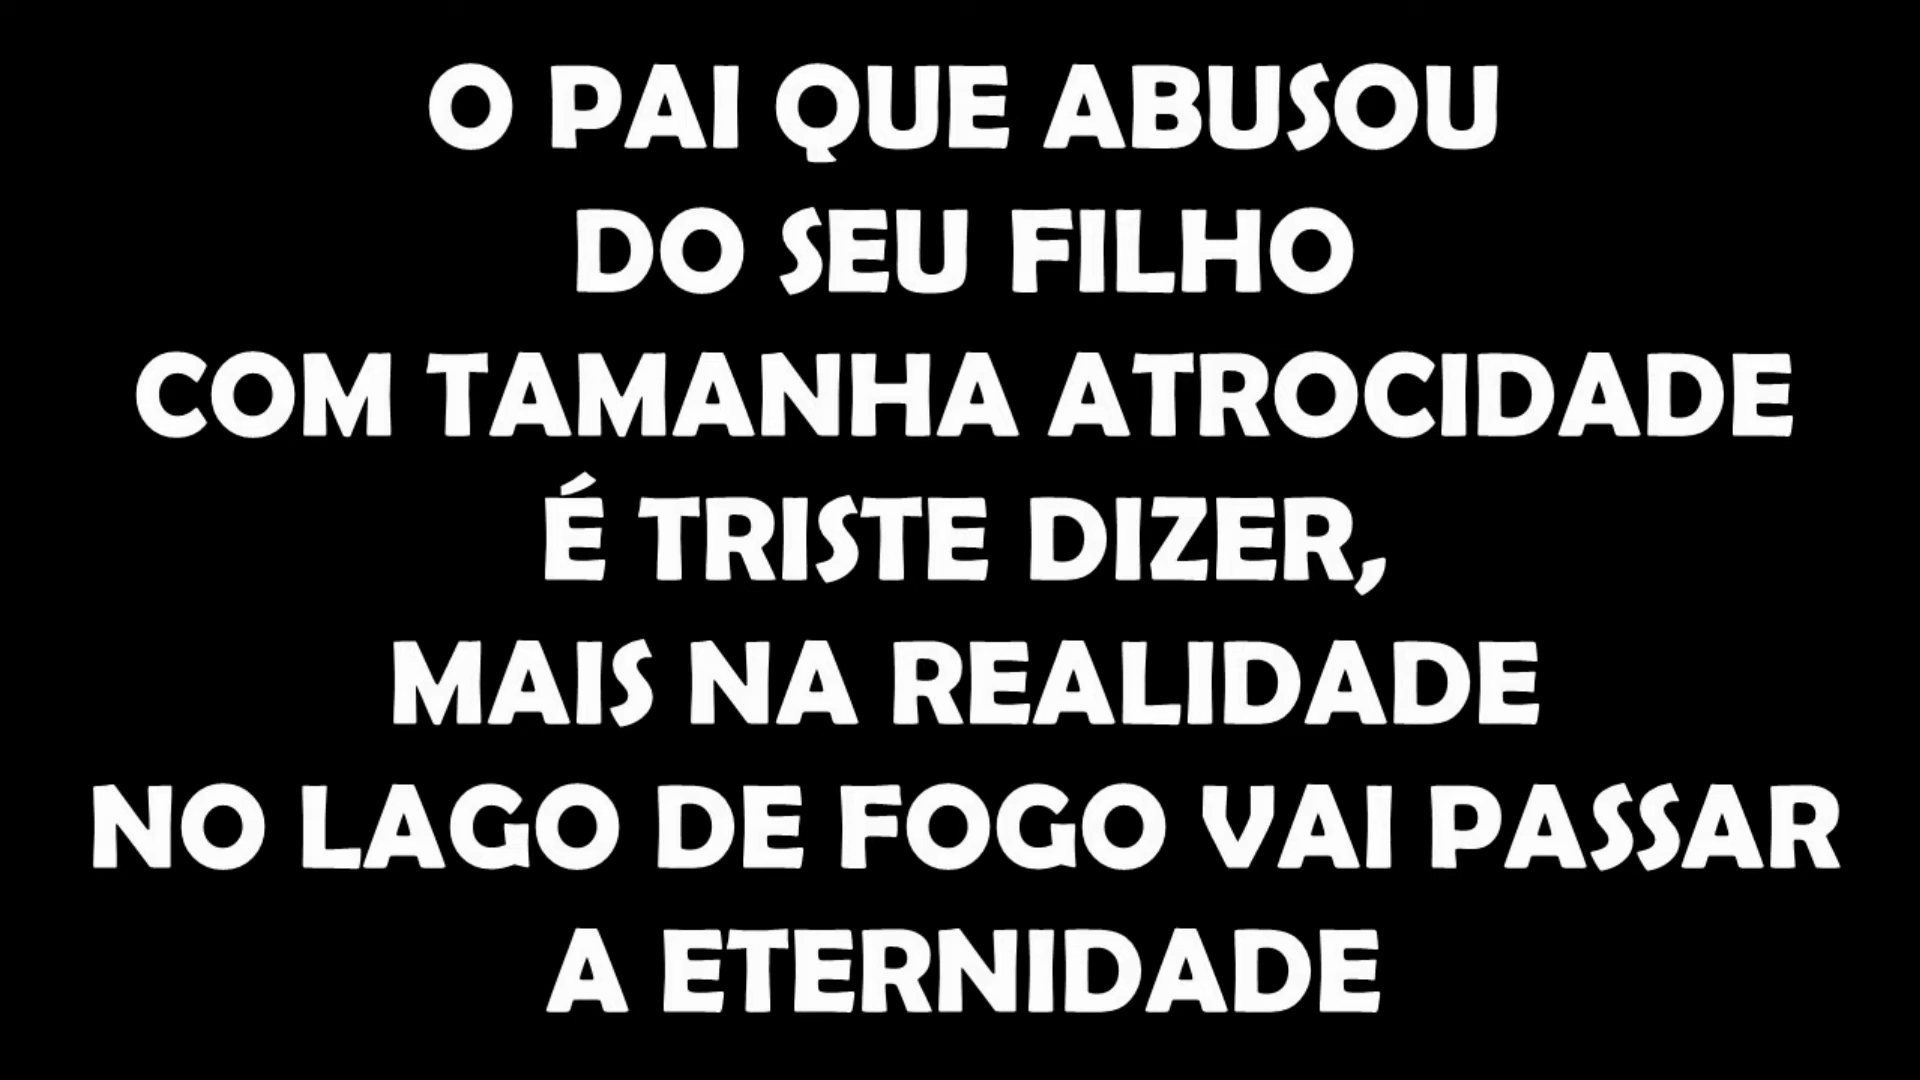 O PAI QUE ABUSOU
DO SEU FILHO
COM TAMANHA ATROCIDADE
É TRISTE DIZER,
MAIS NA REALIDADE
NO LAGO DE FOGO VAI PASSAR
A ETERNIDADE